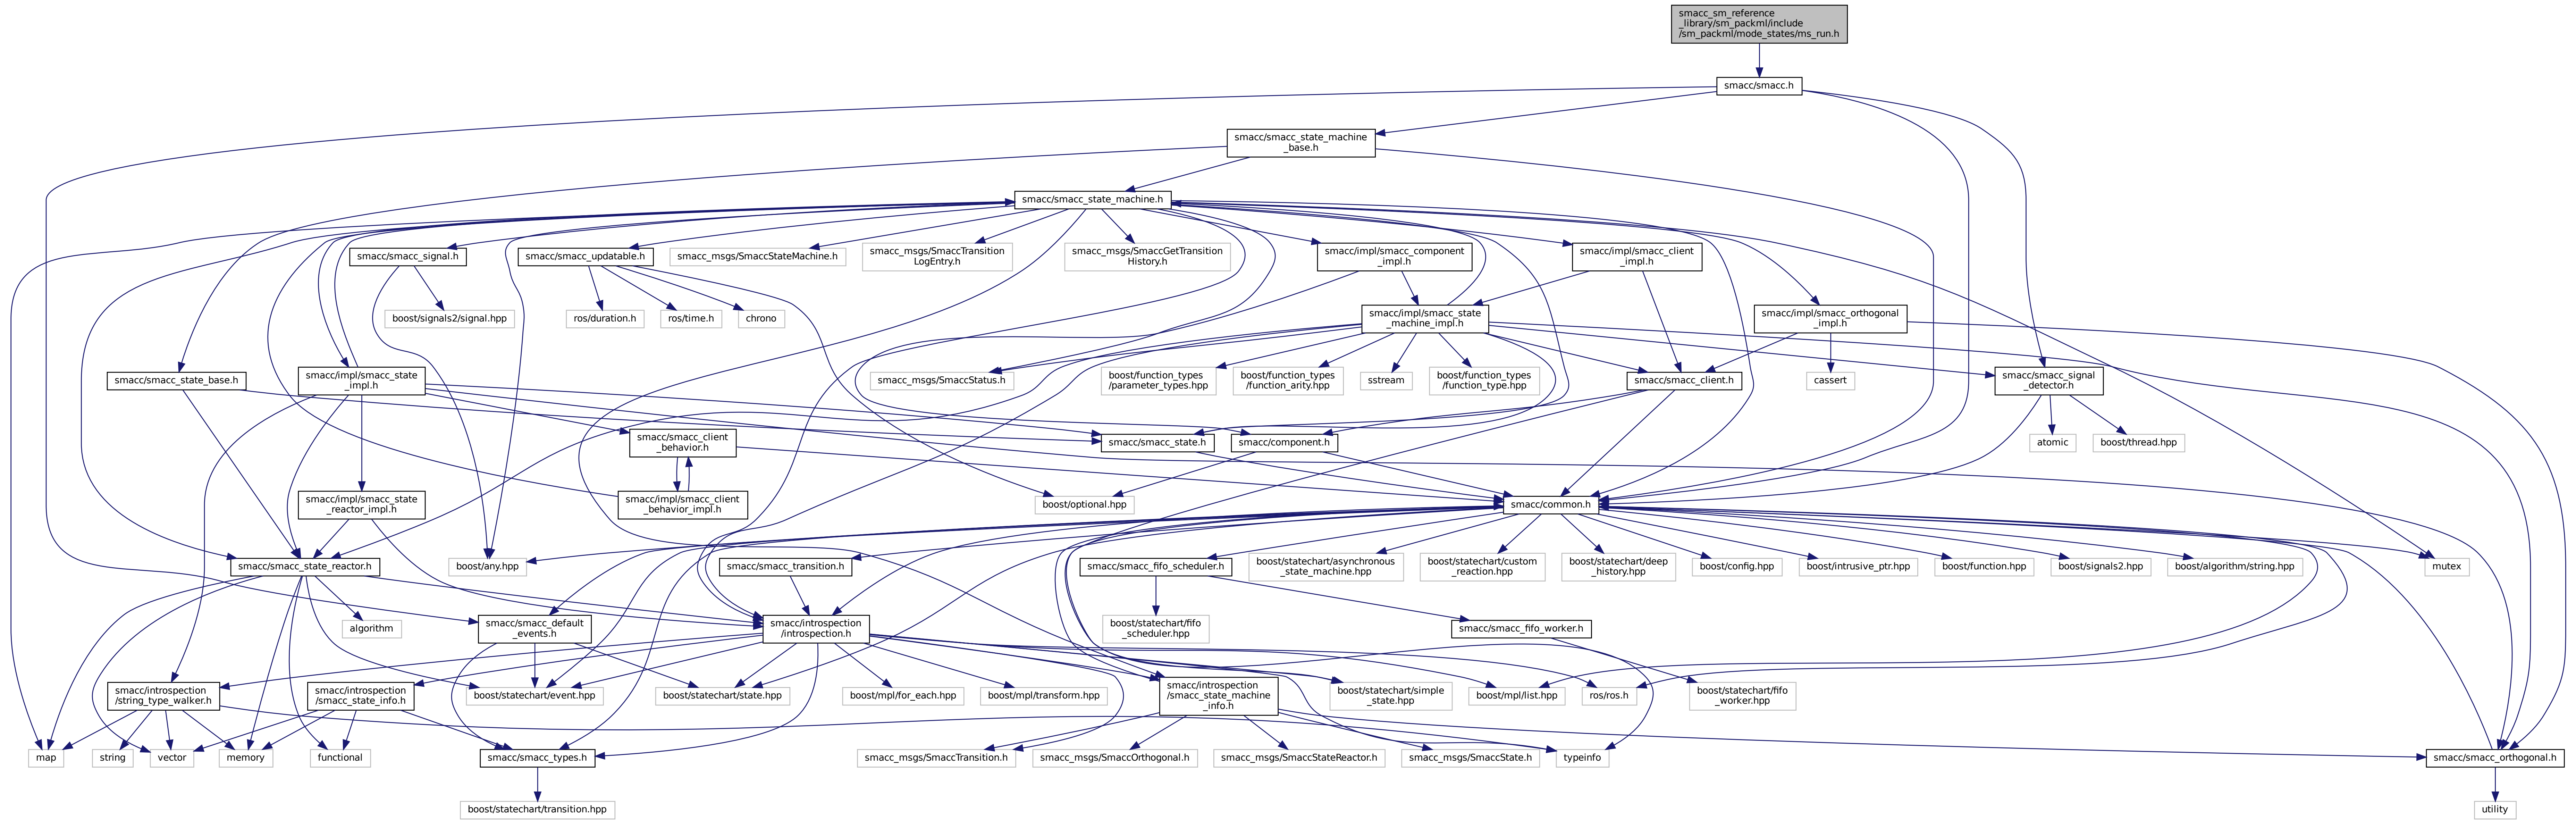 smacc_sm_reference
_library/sm_packml/include
/sm_packml/mode_states/ms_run.h
smacc/smacc.h
smacc/smacc_state_machine
_base.h
smacc/smacc_state_machine.h
smacc/smacc_signal.h
smacc/smacc_updatable.h
smacc_msgs/SmaccStateMachine.h
smacc_msgs/SmaccTransition
LogEntry.h
smacc_msgs/SmaccGetTransition
History.h
smacc/impl/smacc_component
_impl.h
smacc/impl/smacc_client
_impl.h
boost/signals2/signal.hpp
ros/duration.h
ros/time.h
chrono
smacc/impl/smacc_state
_machine_impl.h
smacc/impl/smacc_orthogonal
_impl.h
smacc/smacc_state_base.h
smacc/impl/smacc_state
_impl.h
smacc_msgs/SmaccStatus.h
boost/function_types
/parameter_types.hpp
boost/function_types
/function_arity.hpp
sstream
boost/function_types
/function_type.hpp
smacc/smacc_client.h
cassert
smacc/smacc_signal
_detector.h
smacc/smacc_client
_behavior.h
smacc/smacc_state.h
smacc/component.h
atomic
boost/thread.hpp
smacc/impl/smacc_state
_reactor_impl.h
smacc/impl/smacc_client
_behavior_impl.h
boost/optional.hpp
smacc/common.h
smacc/smacc_state_reactor.h
boost/any.hpp
smacc/smacc_transition.h
smacc/smacc_fifo_scheduler.h
boost/statechart/asynchronous
_state_machine.hpp
boost/statechart/custom
_reaction.hpp
boost/statechart/deep
_history.hpp
boost/config.hpp
boost/intrusive_ptr.hpp
boost/function.hpp
boost/signals2.hpp
boost/algorithm/string.hpp
mutex
algorithm
smacc/smacc_default
_events.h
smacc/introspection
/introspection.h
boost/statechart/fifo
_scheduler.hpp
smacc/smacc_fifo_worker.h
smacc/introspection
/string_type_walker.h
smacc/introspection
/smacc_state_info.h
boost/statechart/event.hpp
boost/statechart/state.hpp
boost/mpl/for_each.hpp
boost/mpl/transform.hpp
smacc/introspection
/smacc_state_machine
_info.h
boost/statechart/simple
_state.hpp
boost/mpl/list.hpp
ros/ros.h
boost/statechart/fifo
_worker.hpp
map
string
vector
memory
functional
smacc/smacc_types.h
smacc_msgs/SmaccTransition.h
smacc_msgs/SmaccOrthogonal.h
smacc_msgs/SmaccStateReactor.h
smacc_msgs/SmaccState.h
typeinfo
smacc/smacc_orthogonal.h
boost/statechart/transition.hpp
utility